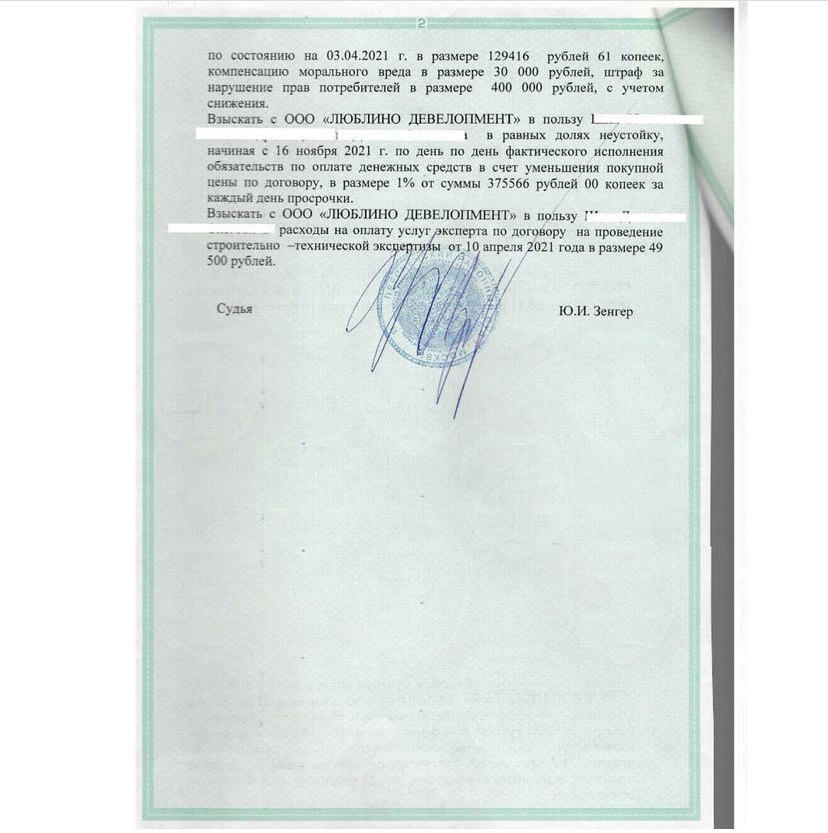 2
по состоянию на 03.04.2021 г. в размере 129416 рублей 61 копеек,
компенсацию морального вреда в размере 30 000 рублей, штраф за
нарушение прав потребителей в размере 400 000 рублей, с учетом
снижения.
Взыскать с ООО «ЛЮБЛИНО ДЕВЕЛОПМЕНТ» в пользу
в равных долях неустойку,
начиная с 16 ноября 2021 г. по день по день фактического исполнения
обязательств по оплате денежных средств в счет уменьшения покупной
цены по договору, в размере 1% от суммы 375566 рублей 00 копеек за
каждый день просрочки.
Взыскать с ООО «ЛЮБЛИНО ДЕВЕЛОПМЕНТ» в пользу
расходы на оплату услуг эксперта по договору на проведение
строительно –технической экспертизы от 10 апреля 2021 года в размере 49
500 рублей.
Судья Ю.И. Зенгер